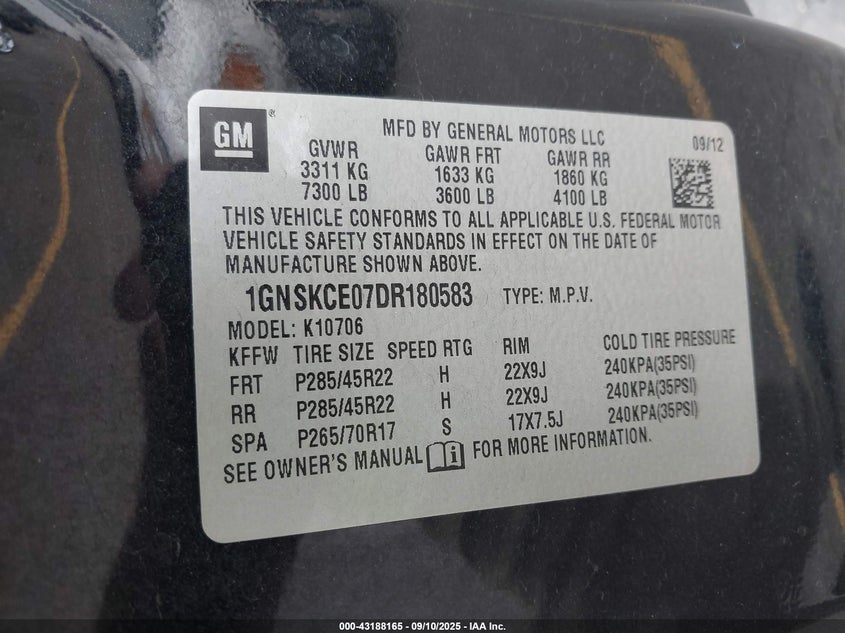 GM ®
MFD BY GENERAL MOTORS LLC 09/12
GVWR GAWR FRT GAWR RR
3311 KG 1633 KG 1860 KG
7300 LB 3600 LB 4100 LB
THIS VEHICLE CONFORMS TO ALL APPLICABLE U.S. FEDERAL MOTOR
VEHICLE SAFETY STANDARDS IN EFFECT ON THE DATE OF
MANUFACTURE SHOWN ABOVE.
1GNSKCE07DR180583 TYPE: M.P.V.
MODEL: K10706
KFFW TIRE SIZE SPEED RTG RIM COLD TIRE PRESSURE
FRT P285/45R22 H 22X9J 240KPA(35PSI)
RR P285/45R22 H 22X9J 240KPA(35PSI)
SPA P265/70R17 S 17X7.5J 240KPA(35PSI)
SEE OWNER'S MANUAL i FOR MORE INFORMATION.
000-43188165 - 09/10/2025 - IAA Inc.